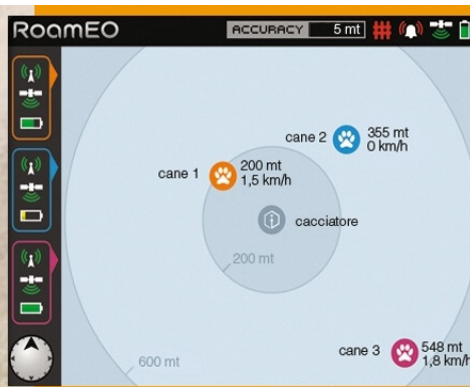 RoamEO
ACCURACY 5 mt
cane 2
355 mt
0 km/h
cane 1
200 mt
1,5 km/h
cacciatore
200 mt
cane 3
548 mt
1,8 km/h
600 mt